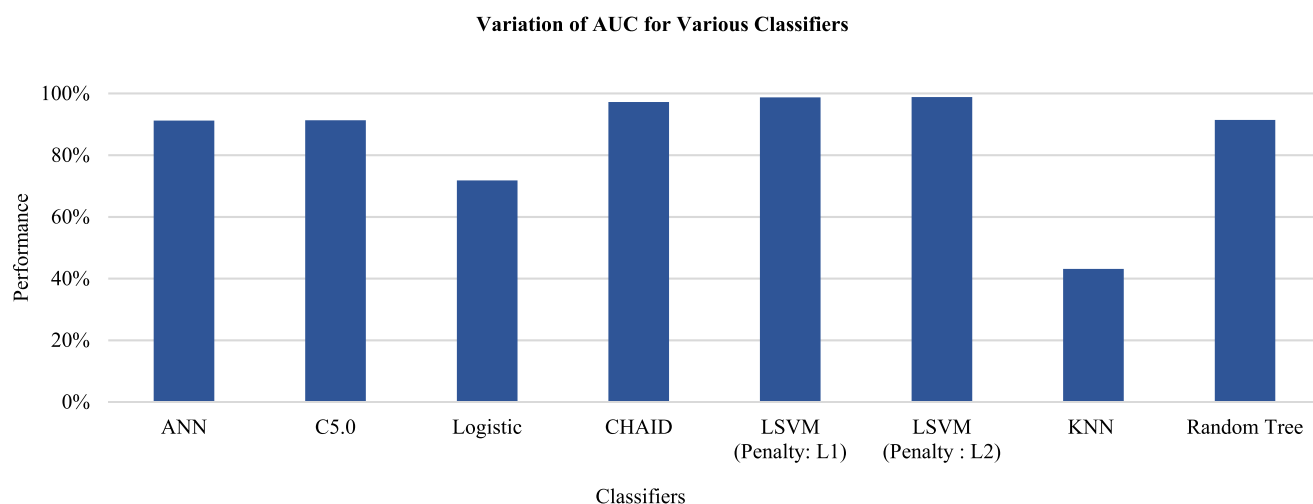 Variation of AUC for Various Classifiers
100%
80%
60%
40%
20%
0%
Performance
ANN C5.0 Logistic CHAID LSVM LSVM KNN Random Tree
(Penalty: L1) (Penalty : L2)
Classifiers